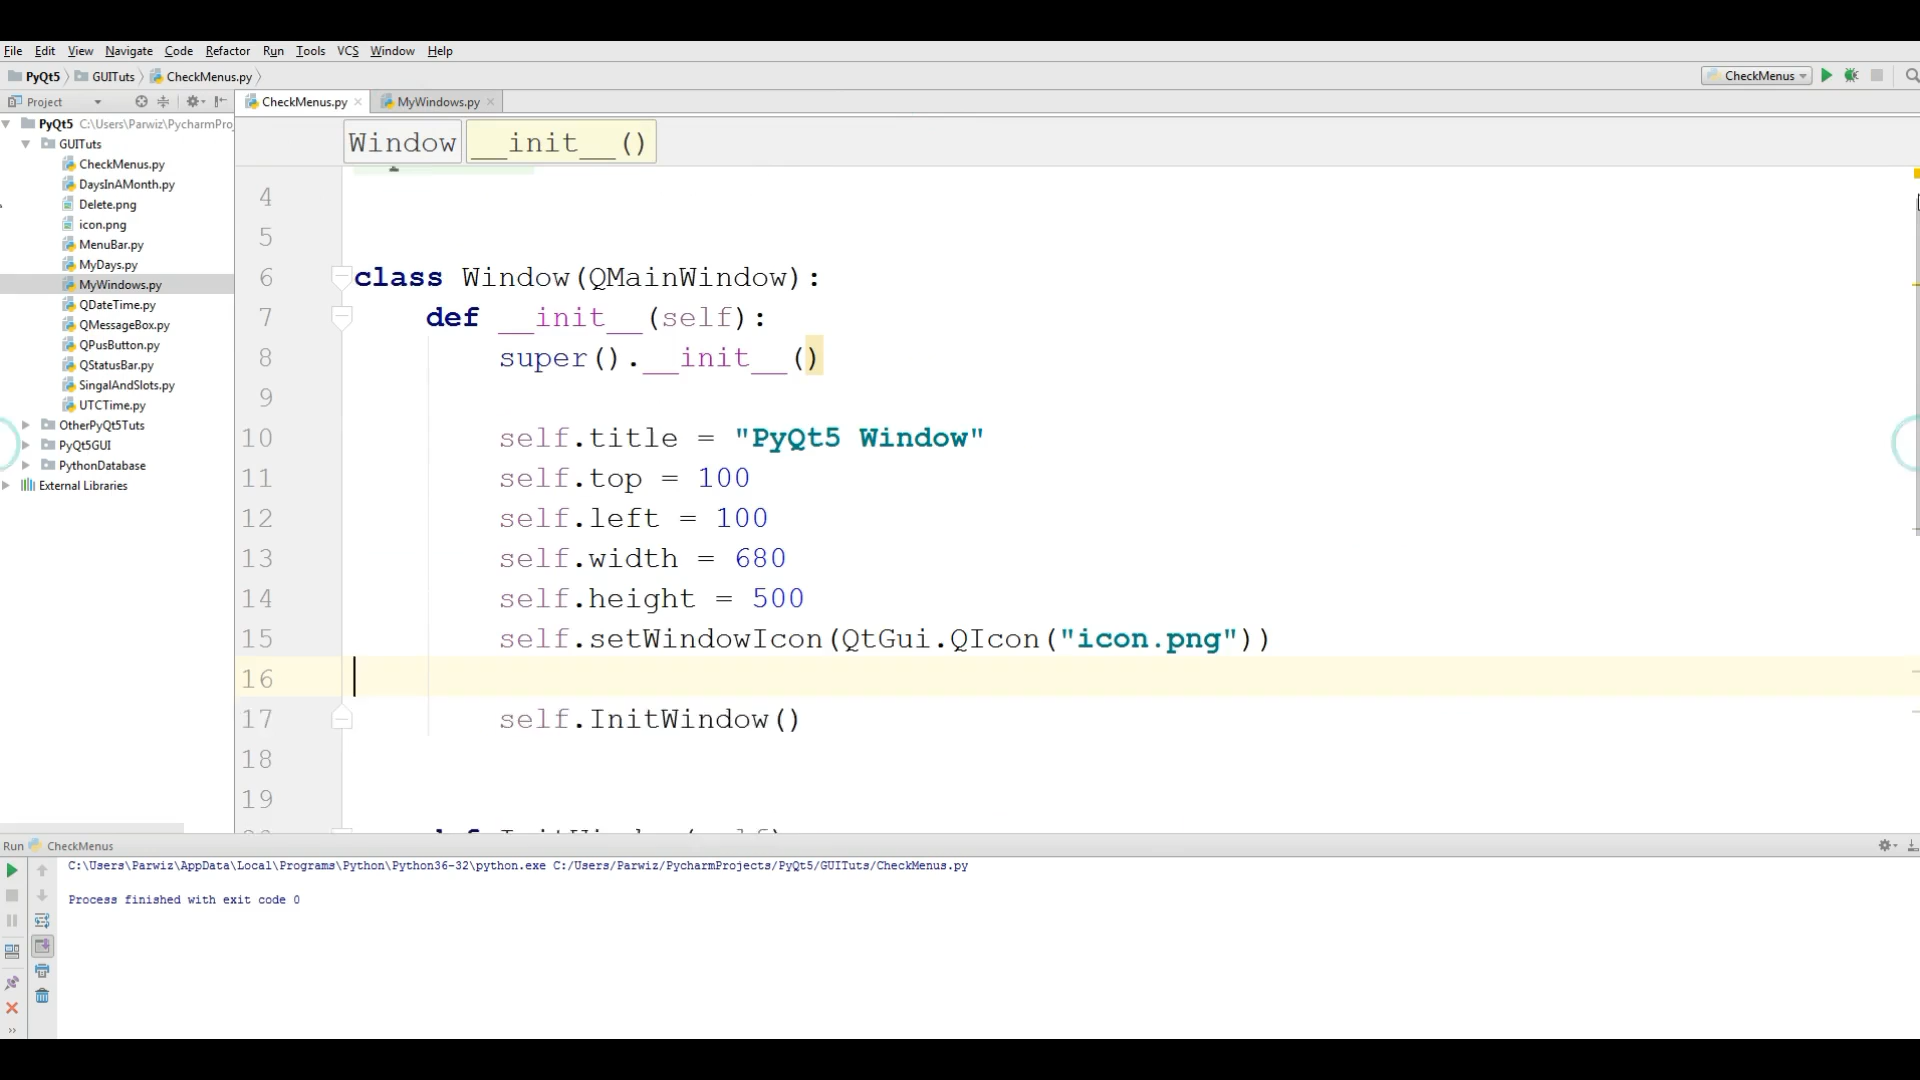 File Edit View Navigate Code Refactor Run Tools VCS Window Help
PyQt5 GUITuts CheckMenus.py
CheckMenus
Project
CheckMenus.py MyWindows.py
PyQt5 C:\Users\Parwiz\PycharmProj
GUITuts
CheckMenus.py
DaysInAMonth.py
Delete.png
icon.png
MenuBar.py
MyDays.py
MyWindows.py
QDateTime.py
QMessageBox.py
QPusButton.py
QStatusBar.py
SingalAndSlots.py
UTCTime.py
OtherPyQt5Tuts
PyQt5GUI
PythonDatabase
External Libraries
Window __init__()
4
5
6 class Window(QMainWindow):
7 def __init__(self):
8 super().__init__()
9
10 self.title = "PyQt5 Window"
11 self.top = 100
12 self.left = 100
13 self.width = 680
14 self.height = 500
15 self.setWindowIcon(QtGui.QIcon("icon.png"))
16
17 self.InitWindow()
18
19
Run CheckMenus
C:\Users\Parwiz\AppData\Local\Programs\Python\Python36-32\python.exe C:/Users/Parwiz/PycharmProjects/PyQt5/GUITuts/CheckMenus.py
Process finished with exit code 0